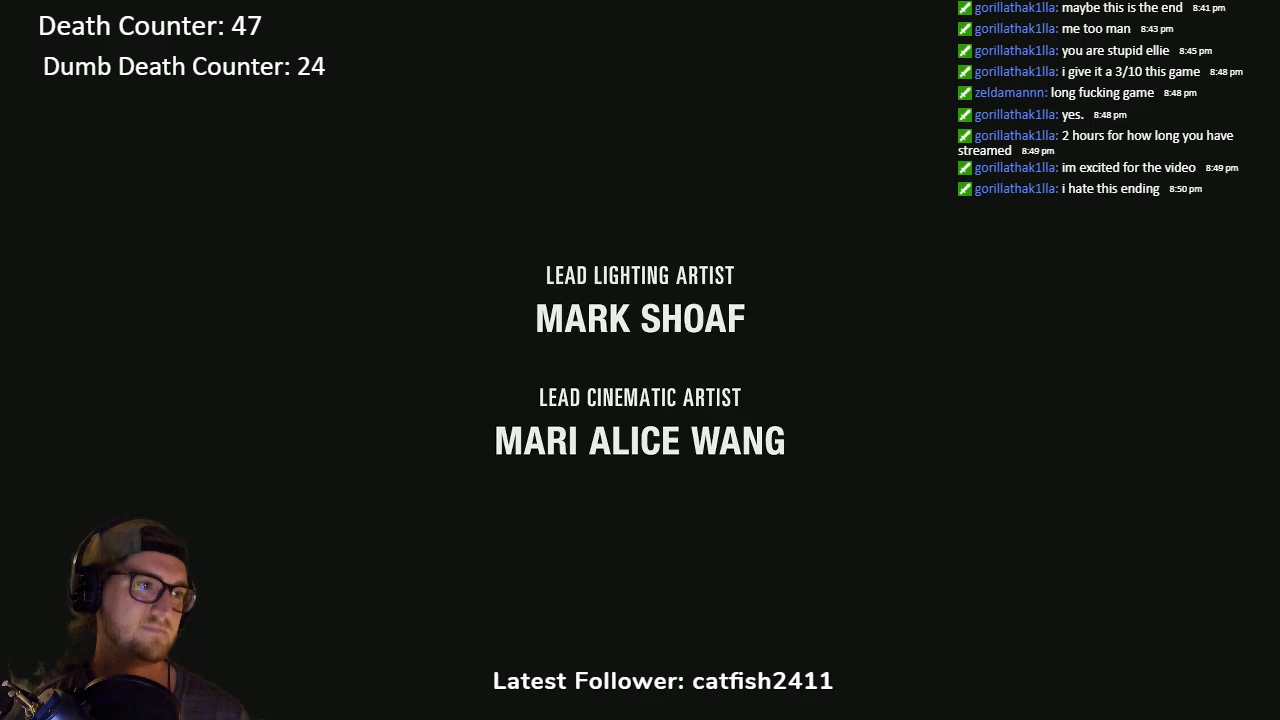 Death Counter: 47
Dumb Death Counter: 24
gorillathak1lla: maybe this is the end 8:41 pm
gorillathak1lla: me too man 8:43 pm
gorillathak1lla: you are stupid ellie 8:45 pm
gorillathak1lla: i give it a 3/10 this game 8:48 pm
zeldamannn: long fucking game 8:48 pm
gorillathak1lla: yes. 8:48 pm
gorillathak1lla: 2 hours for how long you have
streamed 8:49 pm
gorillathak1lla: im excited for the video 8:49 pm
gorillathak1lla: i hate this ending 8:50 pm
LEAD LIGHTING ARTIST
MARK SHOAF
LEAD CINEMATIC ARTIST
MARI ALICE WANG
Latest Follower: catfish2411